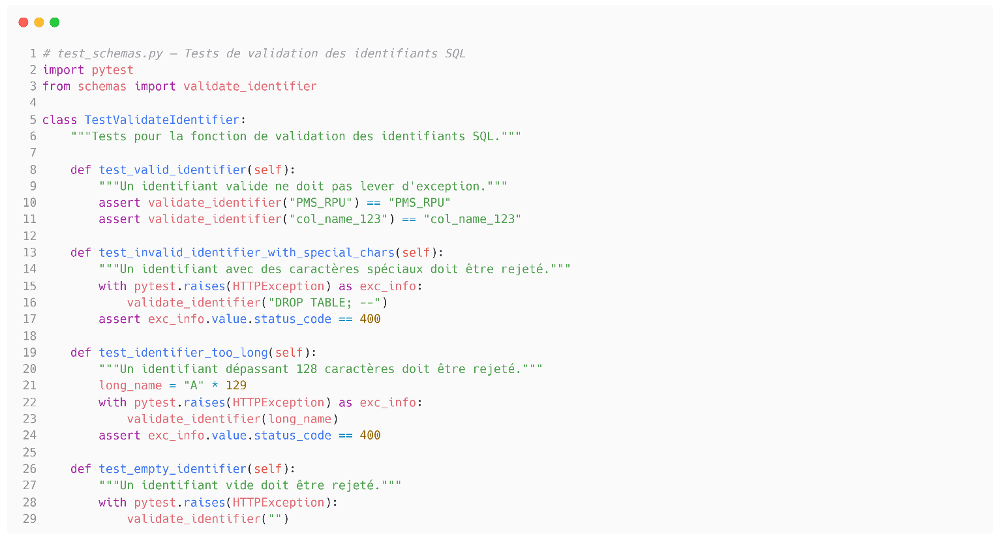 1 # test_schemas.py — Tests de validation des identifiants SQL
2 import pytest
3 from schemas import validate_identifier
4
5 class TestValidateIdentifier:
6     """Tests pour la fonction de validation des identifiants SQL."""
7
8     def test_valid_identifier(self):
9         """Un identifiant valide ne doit pas lever d'exception."""
10         assert validate_identifier("PMS_RPU") == "PMS_RPU"
11         assert validate_identifier("col_name_123") == "col_name_123"
12
13     def test_invalid_identifier_with_special_chars(self):
14         """Un identifiant avec des caractères spéciaux doit être rejeté."""
15         with pytest.raises(HTTPException) as exc_info:
16             validate_identifier("DROP TABLE; --")
17         assert exc_info.value.status_code == 400
18
19     def test_identifier_too_long(self):
20         """Un identifiant dépassant 128 caractères doit être rejeté."""
21         long_name = "A" * 129
22         with pytest.raises(HTTPException) as exc_info:
23             validate_identifier(long_name)
24         assert exc_info.value.status_code == 400
25
26     def test_empty_identifier(self):
27         """Un identifiant vide doit être rejeté."""
28         with pytest.raises(HTTPException):
29             validate_identifier("")